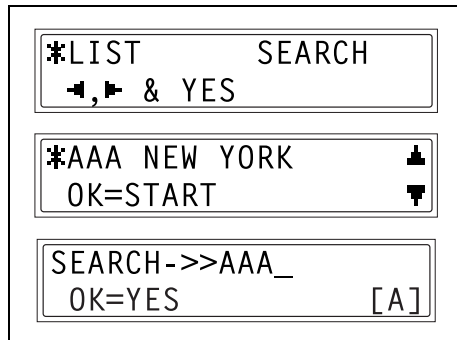 *LIST SEARCH
◄,► & YES
*AAA NEW YORK ▲
OK=START ▼
SEARCH->>AAA_
OK=YES [A]